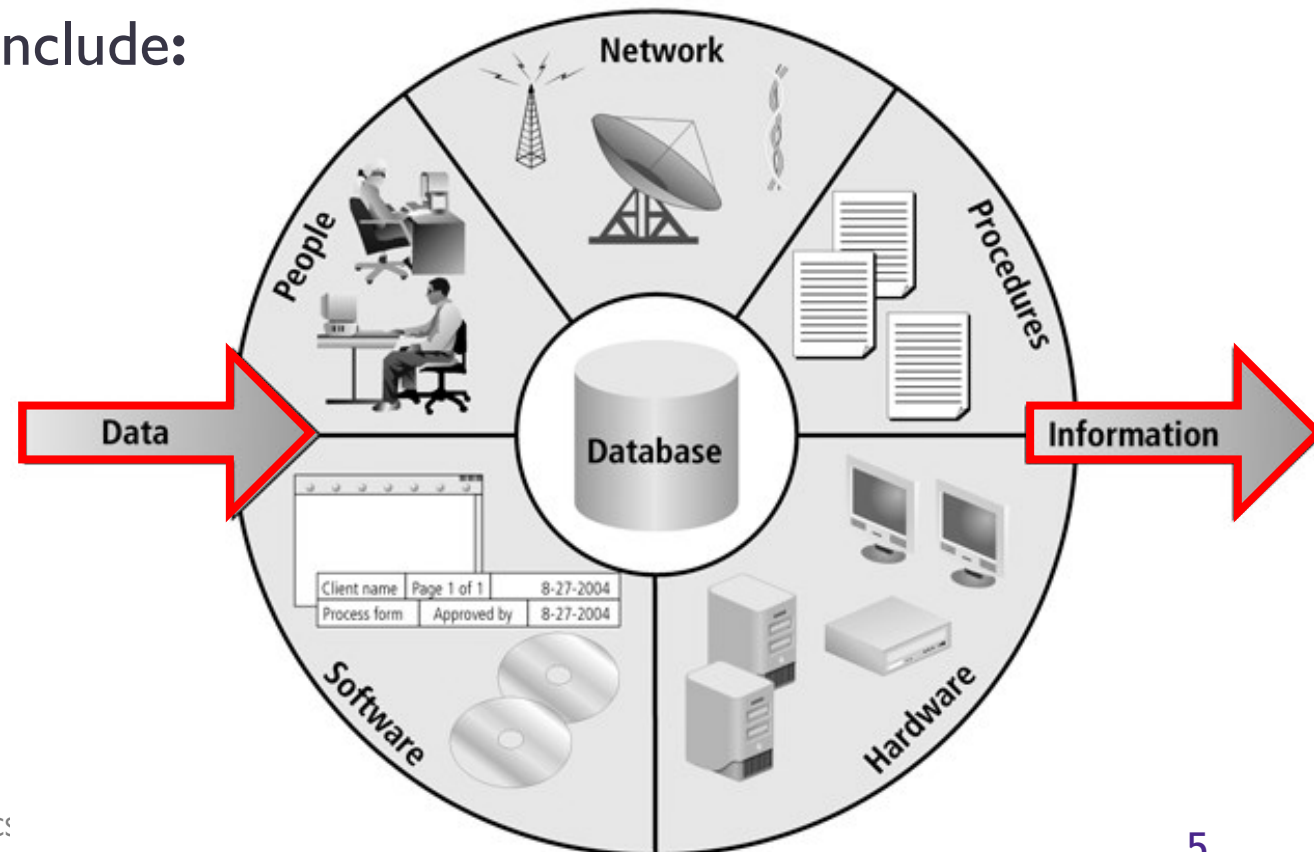 nclude:
Network
People
Procedures
Data
Database
Information
Client name Page 1 of 1 8-27-2004
Process form Approved by 8-27-2004
Software
Hardware
5